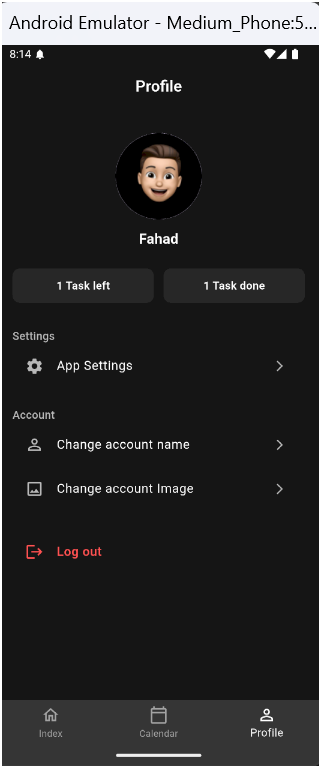 Android Emulator - Medium_Phone:5...
8:14
Profile
Fahad
1 Task left
1 Task done
Settings
App Settings
Account
Change account name
Change account Image
Log out
Index
Calendar
Profile